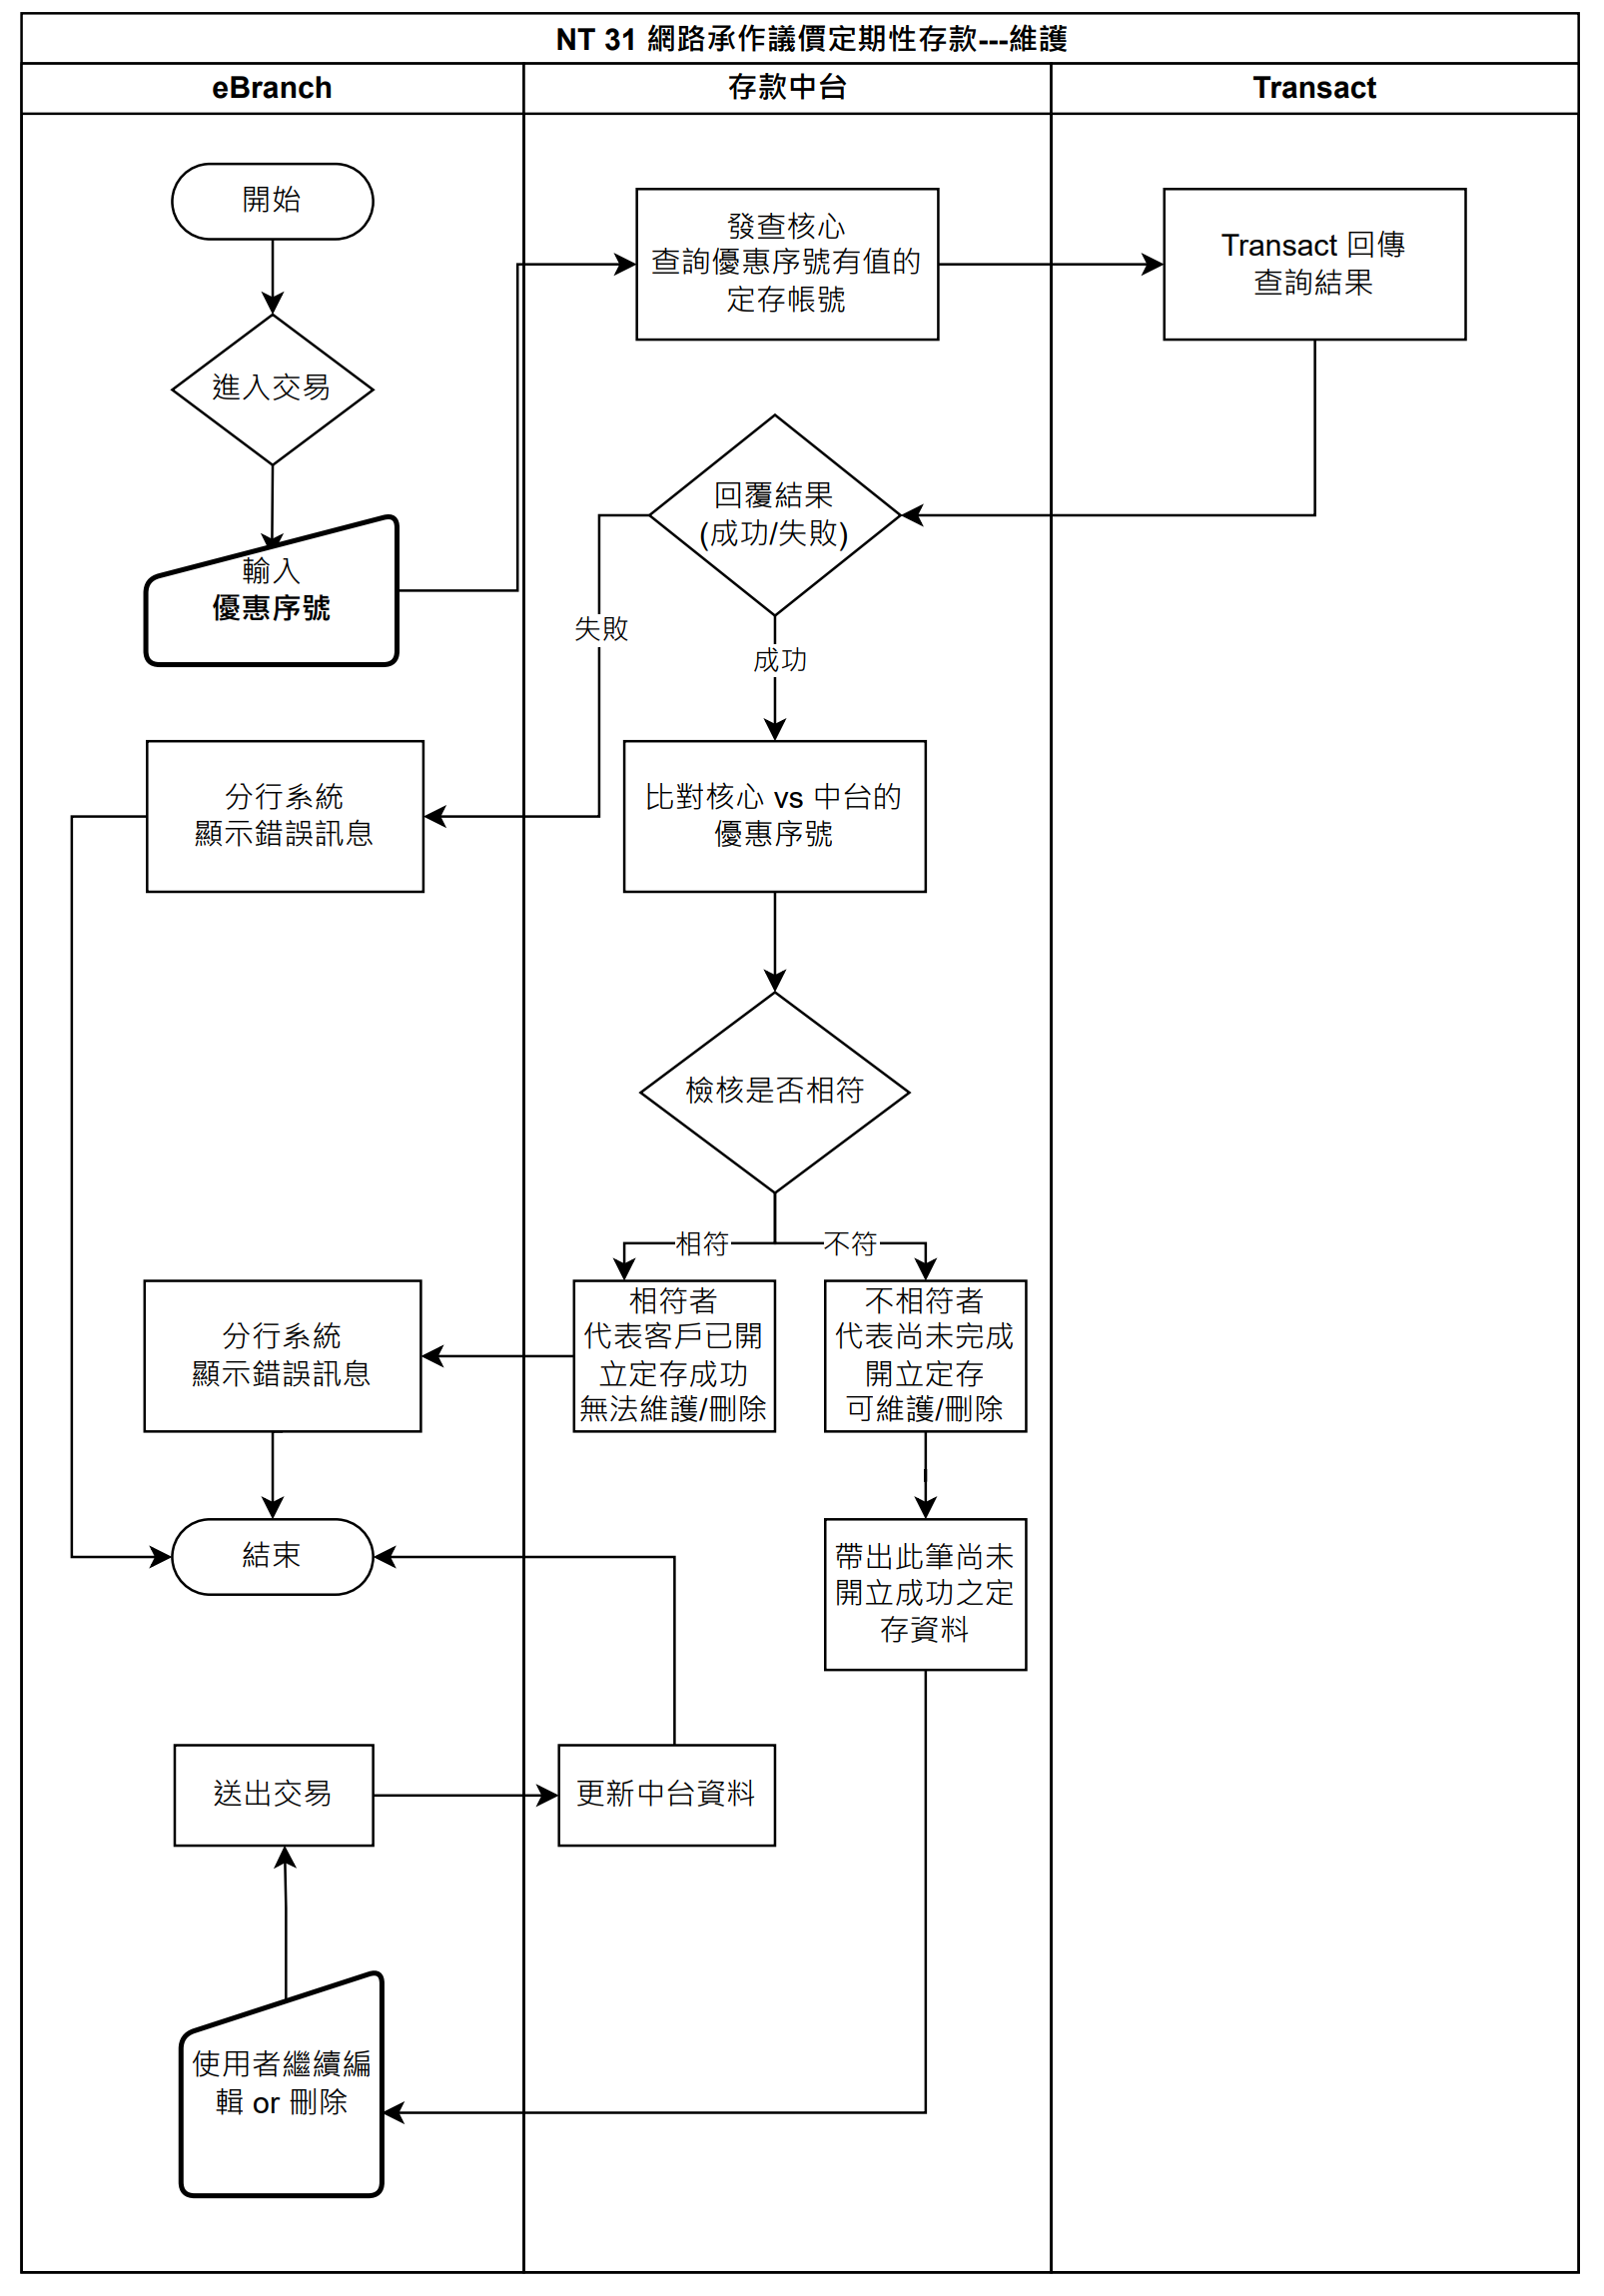 NT 31 網路承作議價定期性存款---維護
eBranch
存款中台
Transact
開始
發查核心
查詢優惠序號有值的
定存帳號
Transact 回傳
查詢結果
進入交易
回覆結果
(成功/失敗)
輸入
優惠序號
失敗
成功
分行系統
顯示錯誤訊息
比對核心 vs 中台的
優惠序號
檢核是否相符
相符
不符
分行系統
顯示錯誤訊息
相符者
代表客戶已開
立定存成功
無法維護/刪除
不相符者
代表尚未完成
開立定存
可維護/刪除
結束
帶出此筆尚未
開立成功之定
存資料
送出交易
更新中台資料
使用者繼續編
輯 or 刪除